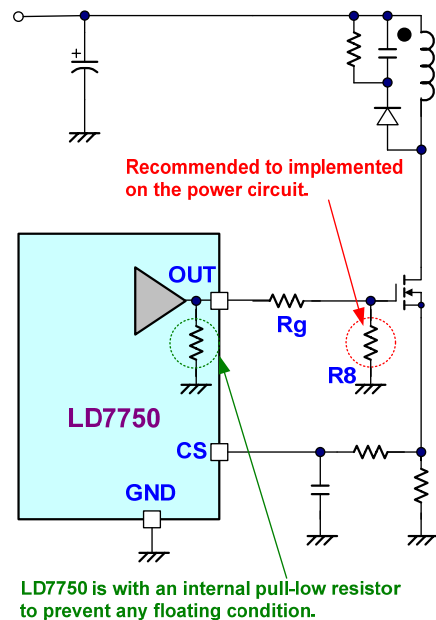 +
Recommended to implemented
on the power circuit.
OUT
Rg
R8
LD7750
CS
GND
LD7750 is with an internal pull-low resistor
to prevent any floating condition.